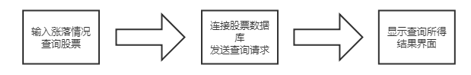 输入涨落情况
查询股票
连接股票数据
库
发送查询请求
显示查询所得
结果界面